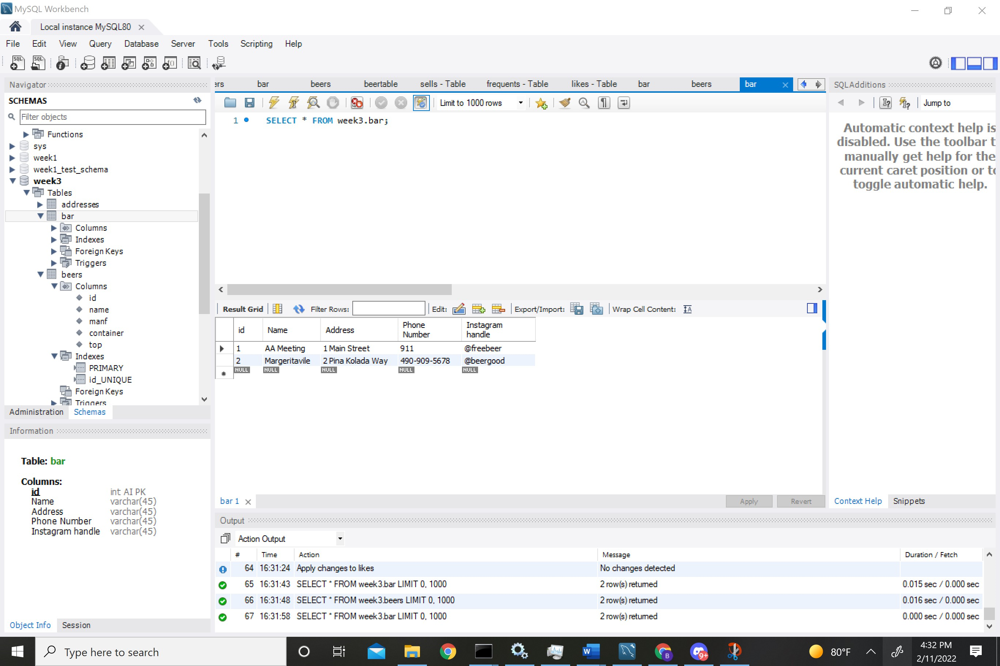 MySQL Workbench
Local instance MySQL80
File Edit View Query Database Server Tools Scripting Help
Navigator
SCHEMAS
Filter objects
Functions
sys
week1
week1_test_schema
week3
Tables
addresses
bar
Columns
Indexes
Foreign Keys
Triggers
beers
Columns
id
name
manf
container
top
Indexes
PRIMARY
id_UNIQUE
Foreign Keys
Triggers
Administration Schemas
Information
Table: bar
Columns:
id int AI PK
Name varchar(45)
Address varchar(45)
Phone Number varchar(45)
Instagram handle varchar(45)
Object Info Session
ers bar beers beertable sells - Table frequents - Table likes - Table bar beers bar
Limit to 1000 rows
1 SELECT * FROM week3.bar;
Result Grid Filter Rows: Edit: Export/Import: Wrap Cell Content:
id Name Address Phone Number Instagram handle
1 AA Meeting 1 Main Street 911 @freebeer
2 Margeritavile 2 Pina Kolada Way 490-909-5678 @beergood
NULL NULL NULL NULL NULL
bar 1 Apply Revert
Output
Action Output
# Time Action Message Duration / Fetch
64 16:31:24 Apply changes to likes No changes detected
65 16:31:43 SELECT * FROM week3.bar LIMIT 0, 1000 2 row(s) returned 0.015 sec / 0.000 sec
66 16:31:48 SELECT * FROM week3.beers LIMIT 0, 1000 2 row(s) returned 0.016 sec / 0.000 sec
67 16:31:58 SELECT * FROM week3.bar LIMIT 0, 1000 2 row(s) returned 0.000 sec / 0.000 sec
SQLAdditions
Jump to
Automatic context help is
disabled. Use the toolbar t
manually get help for the
current caret position or to
toggle automatic help.
Context Help Snippets
Type here to search
80°F
4:32 PM
2/11/2022